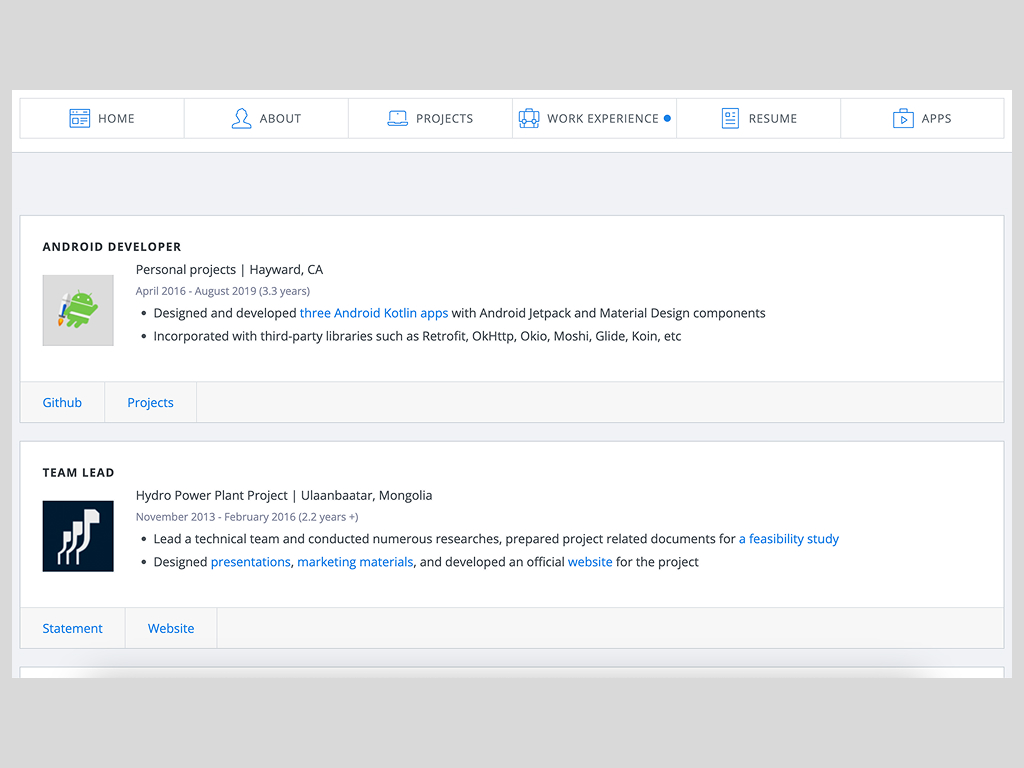 HOME
ABOUT
PROJECTS
WORK EXPERIENCE
RESUME
APPS
ANDROID DEVELOPER
Personal projects | Hayward, CA
April 2016 - August 2019 (3.3 years)
Designed and developed three Android Kotlin apps with Android Jetpack and Material Design components
Incorporated with third-party libraries such as Retrofit, OkHttp, Okio, Moshi, Glide, Koin, etc
Github
Projects
TEAM LEAD
Hydro Power Plant Project | Ulaanbaatar, Mongolia
November 2013 - February 2016 (2.2 years +)
Lead a technical team and conducted numerous researches, prepared project related documents for a feasibility study
Designed presentations, marketing materials, and developed an official website for the project
Statement
Website